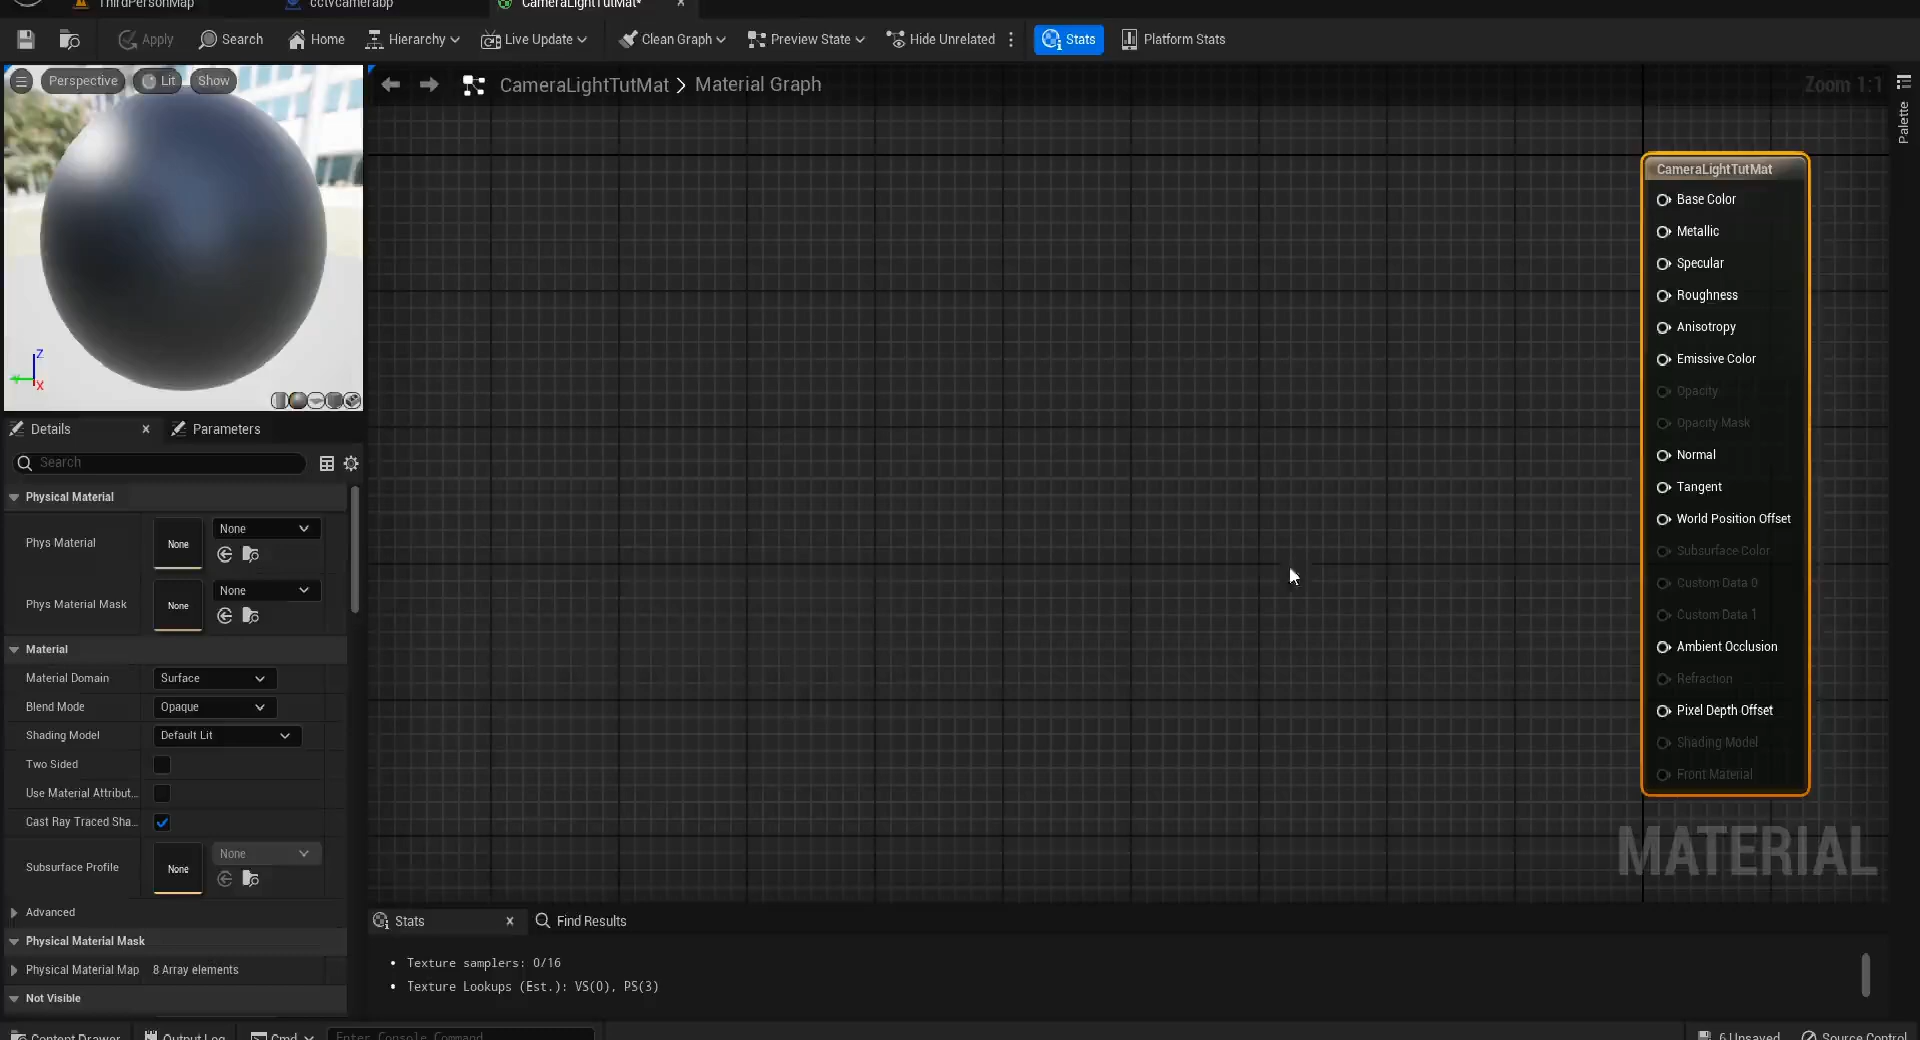 ThirdPersonMap
cctvcamerabp
CameraLightTutMat*
Apply
Search
Home
Hierarchy
Live Update
Clean Graph
Preview State
Hide Unrelated
Stats
Platform Stats
Perspective
Lit
Show
CameraLightTutMat
Material Graph
Zoom 1:1
Palette
Z
Y
X
CameraLightTutMat
Base Color
Metallic
Specular
Roughness
Anisotropy
Emissive Color
Opacity
Opacity Mask
Normal
Tangent
World Position Offset
Subsurface Color
Custom Data 0
Custom Data 1
Ambient Occlusion
Refraction
Pixel Depth Offset
Shading Model
Front Material
MATERIAL
Details
Parameters
Search
Physical Material
Phys Material
None
None
Phys Material Mask
None
None
Material
Material Domain
Surface
Blend Mode
Opaque
Shading Model
Default Lit
Two Sided
Use Material Attribut...
Cast Ray Traced Sha...
Subsurface Profile
None
None
Advanced
Physical Material Mask
Physical Material Map
8 Array elements
Not Visible
Stats
Find Results
Texture samplers: 0/16
Texture Lookups (Est.): VS(0), PS(3)
Content Drawer
Output Log
Cmd
Enter Console Command
6 Unsaved
Source Control